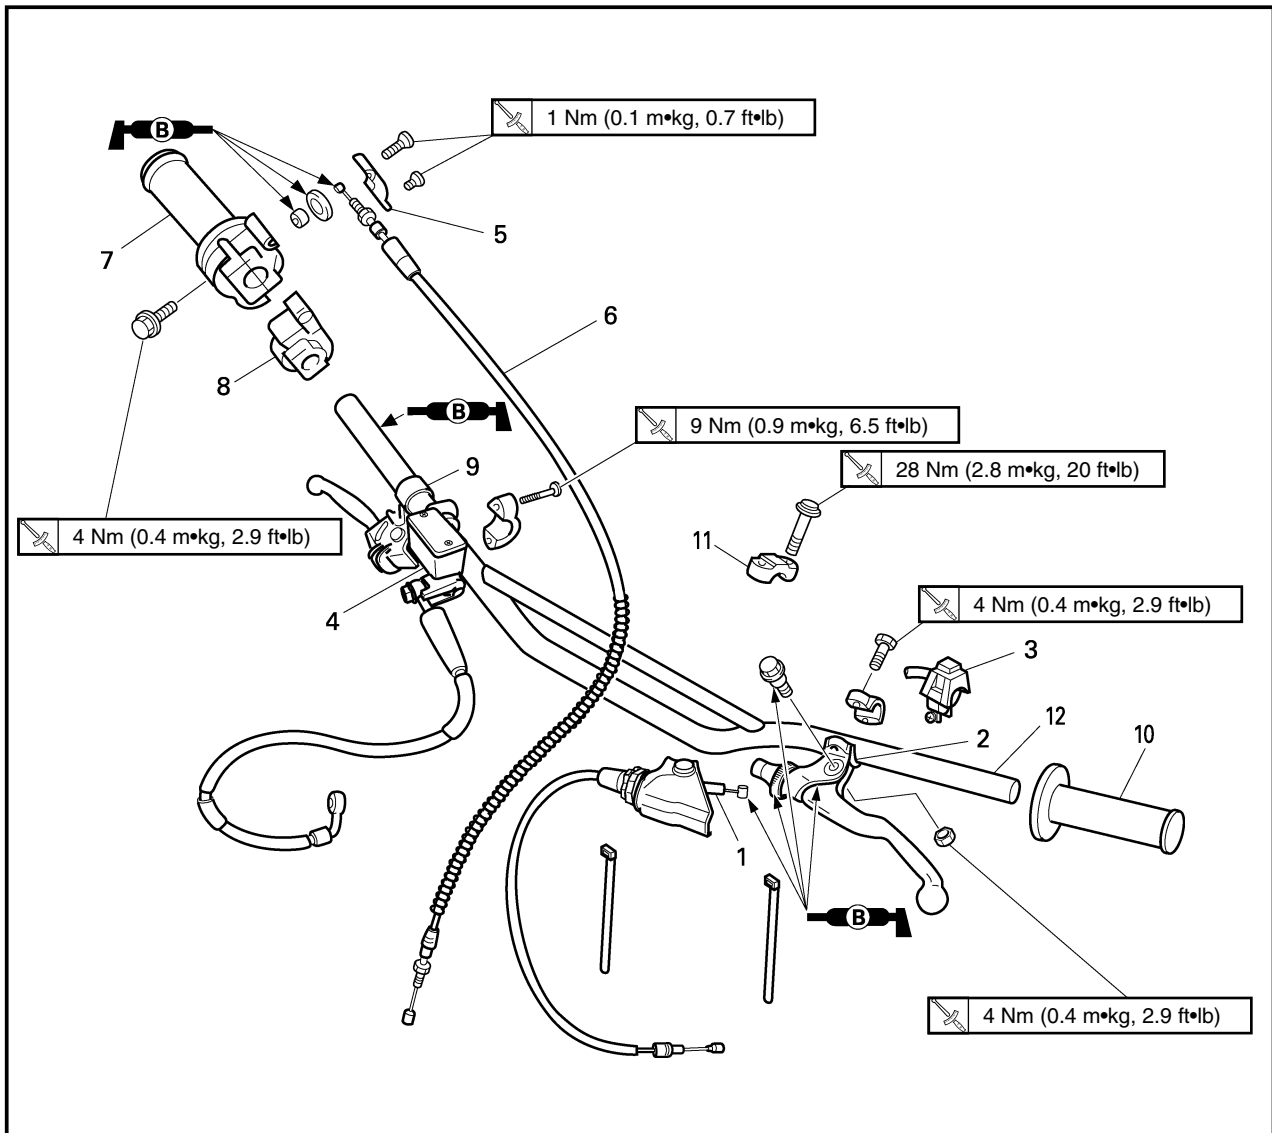 1 Nm (0.1 m•kg, 0.7 ft•lb)
B
5
7
6
8
B
9 Nm (0.9 m•kg, 6.5 ft•lb)
9
28 Nm (2.8 m•kg, 20 ft•lb)
4 Nm (0.4 m•kg, 2.9 ft•lb)
11
4 Nm (0.4 m•kg, 2.9 ft•lb)
4
3
12
2
10
1
B
4 Nm (0.4 m•kg, 2.9 ft•lb)